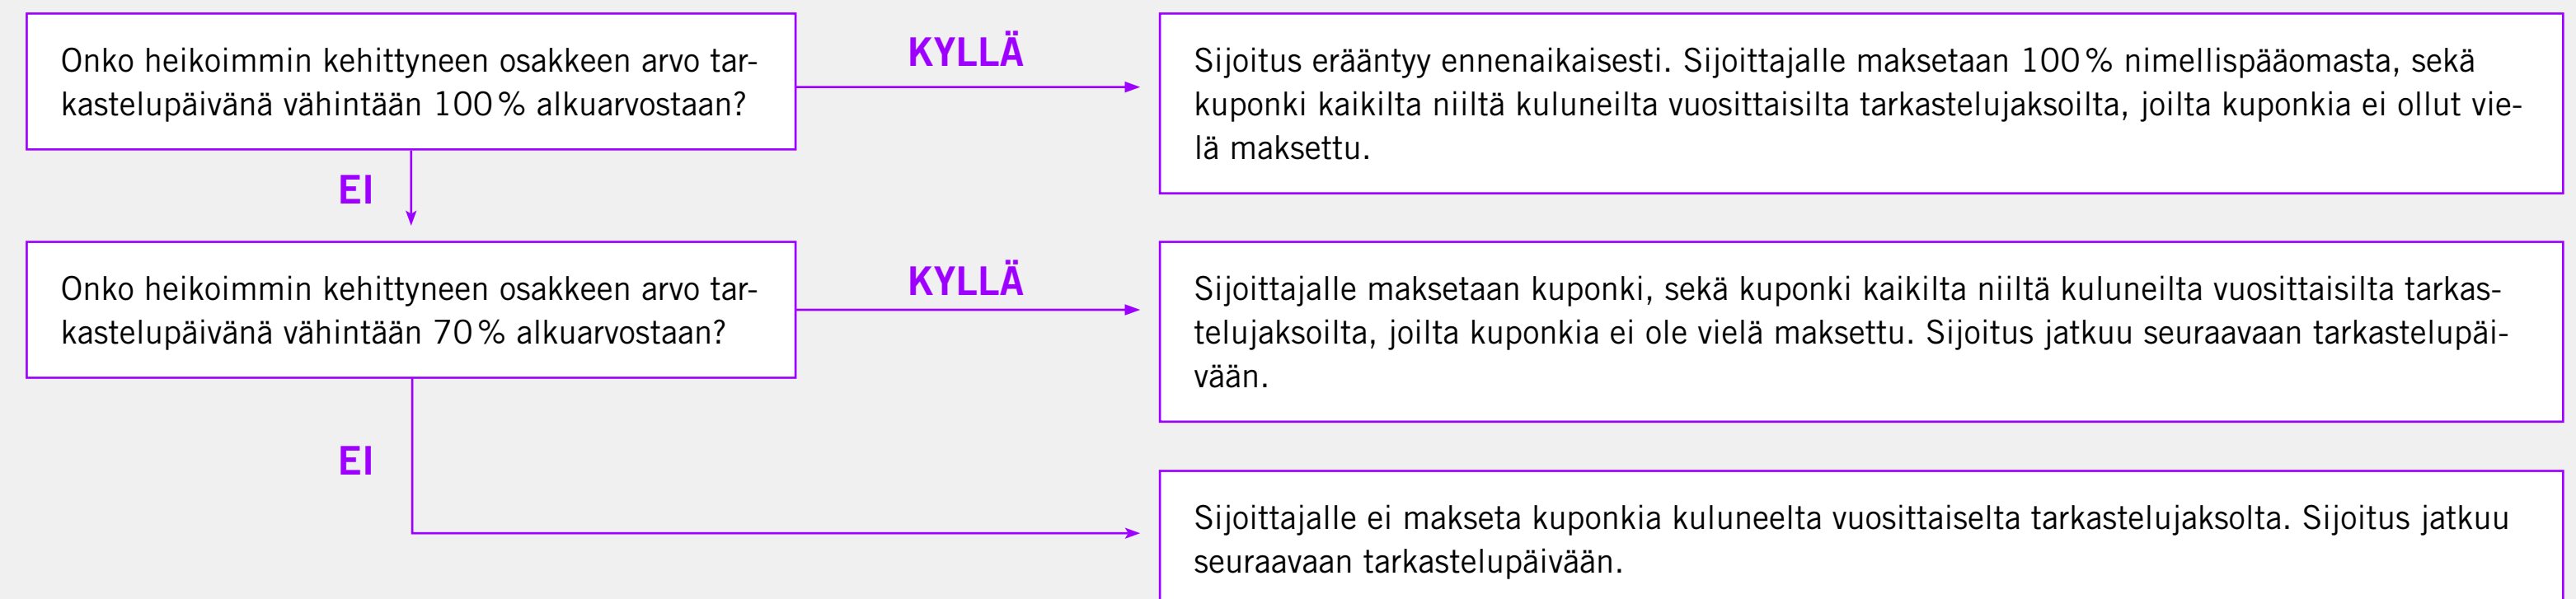 Onko heikoimmin kehittyneen osakkeen arvo tar-
kastelupäivänä vähintään 100 % alkuarvostaan?
KYLLÄ
Sijoitus erääntyy ennenaikaisesti. Sijoittajalle maksetaan 100 % nimellispääomasta, sekä
kuponki kaikilta niiltä kuluneilta vuosittaisilta tarkastelujaksoilta, joilta kuponkia ei ollut vie-
lä maksettu.
EI
Onko heikoimmin kehittyneen osakkeen arvo tar-
kastelupäivänä vähintään 70 % alkuarvostaan?
KYLLÄ
Sijoittajalle maksetaan kuponki, sekä kuponki kaikilta niiltä kuluneilta vuosittaisilta tarkas-
telujaksoilta, joilta kuponkia ei ole vielä maksettu. Sijoitus jatkuu seuraavaan tarkastelupäi-
vään.
EI
Sijoittajalle ei makseta kuponkia kuluneelta vuosittaiselta tarkastelujaksolta. Sijoitus jatkuu
seuraavaan tarkastelupäivään.